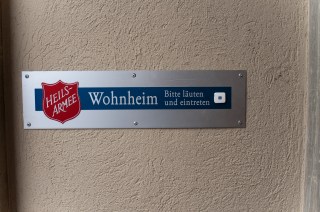 HEILS-
ARMEE
Wohnheim
Bitte läuten
und eintreten